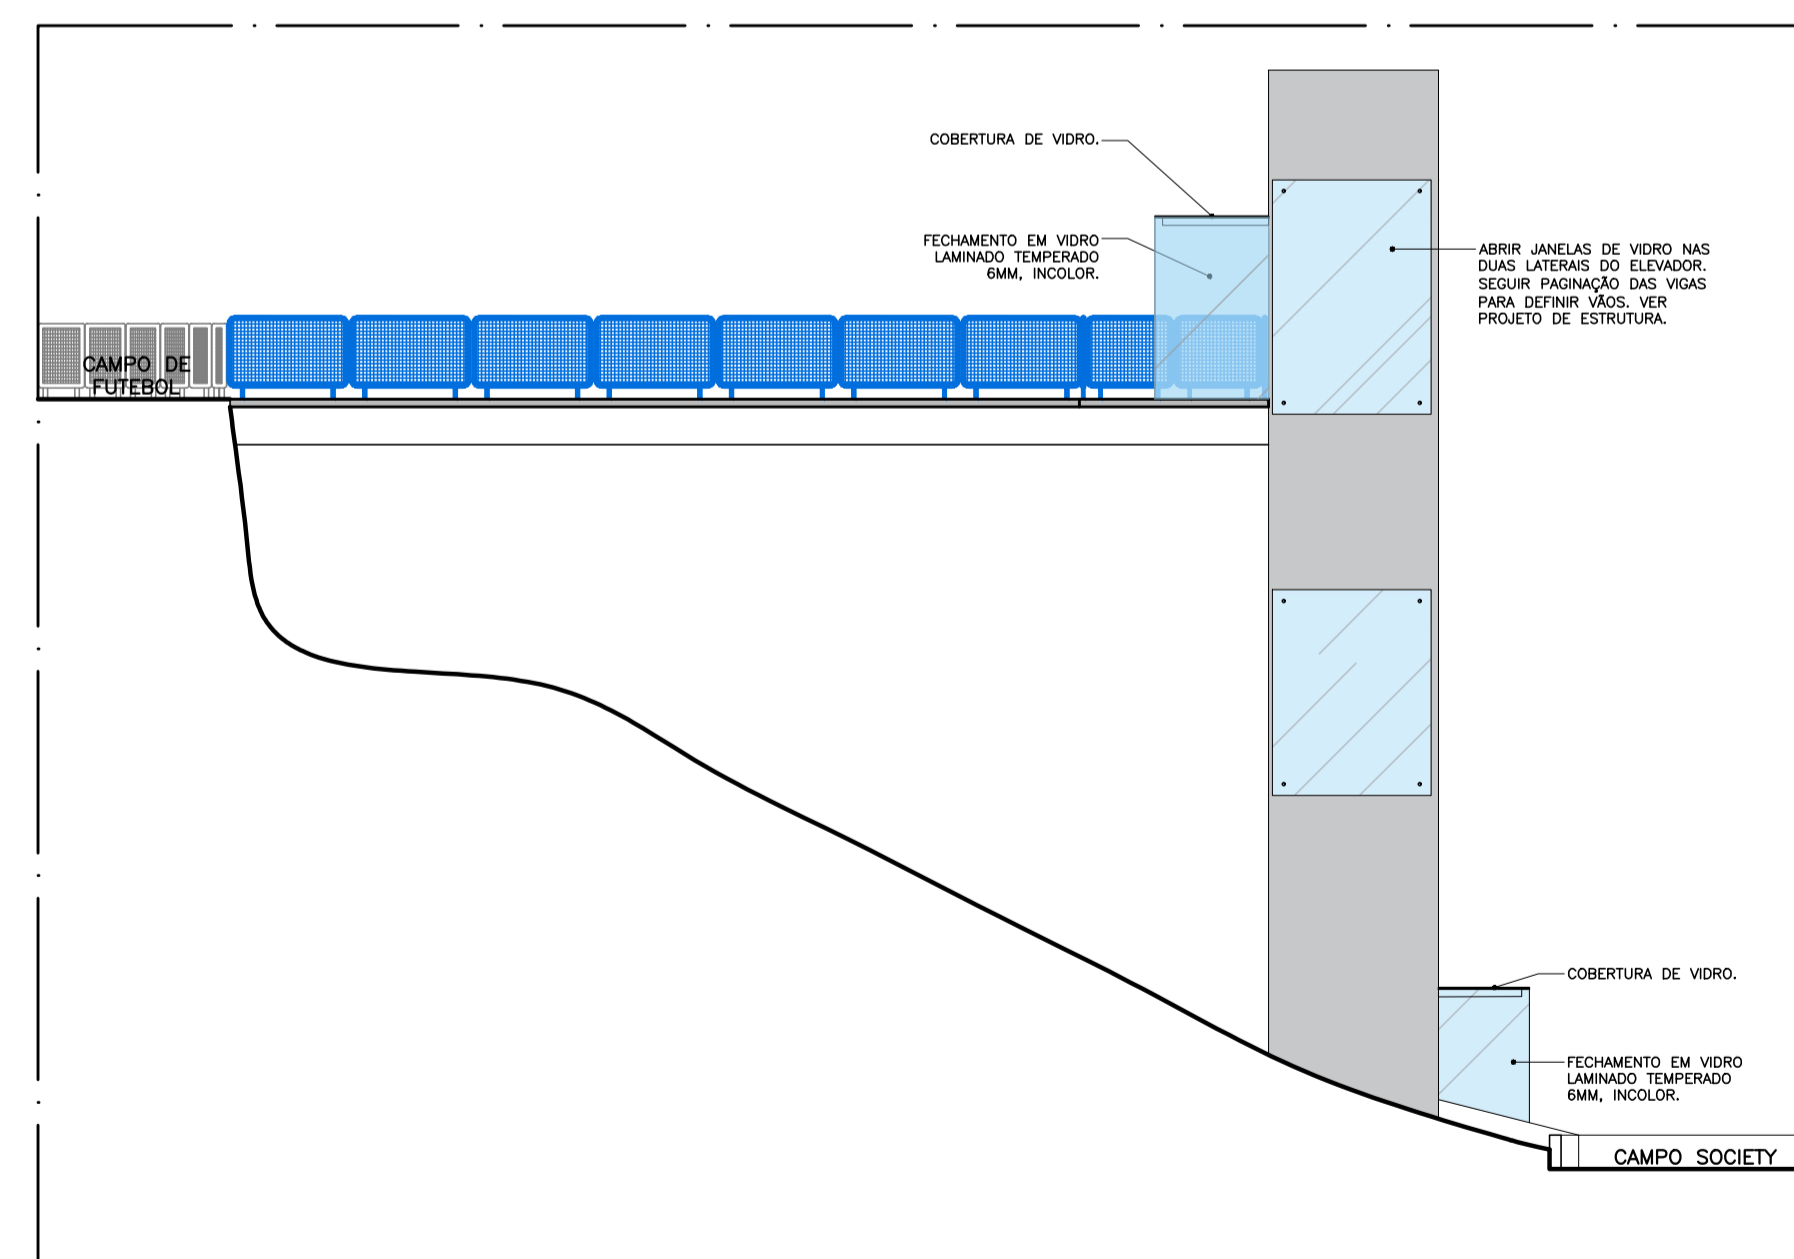 COBERTURA DE VIDRO.
FECHAMENTO EM VIDRO
LAMINADO TEMPERADO
6MM, INCOLOR.
ABRIR JANELAS DE VIDRO NAS
DUAS LATERAIS DO ELEVADOR.
SEGUIR PAGINAÇÃO DAS VIGAS
PARA DEFINIR VÃOS. VER
PROJETO DE ESTRUTURA.
CAMPO DE
FUTEBOL
COBERTURA DE VIDRO.
FECHAMENTO EM VIDRO
LAMINADO TEMPERADO
6MM, INCOLOR.
CAMPO SOCIETY